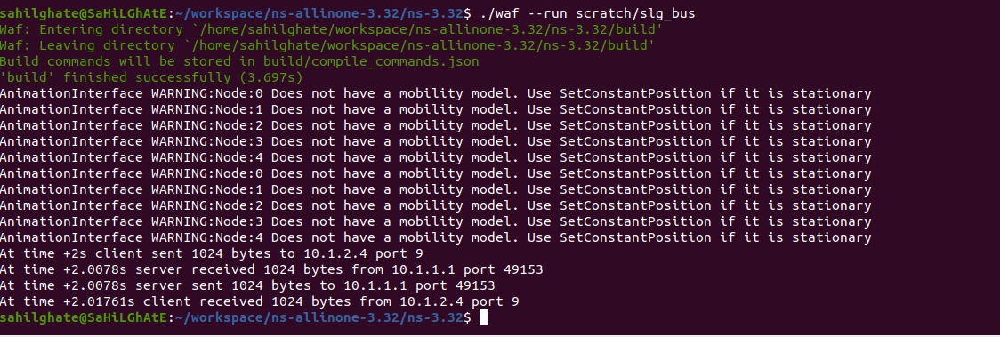 sahilghate@SaHiLGhAtE:~/workspace/ns-allinone-3.32/ns-3.32$ ./waf --run scratch/slg_bus
Waf: Entering directory `/home/sahilghate/workspace/ns-allinone-3.32/ns-3.32/build'
Waf: Leaving directory `/home/sahilghate/workspace/ns-allinone-3.32/ns-3.32/build'
Build commands will be stored in build/compile_commands.json
'build' finished successfully (3.697s)
AnimationInterface WARNING:Node:0 Does not have a mobility model. Use SetConstantPosition if it is stationary
AnimationInterface WARNING:Node:1 Does not have a mobility model. Use SetConstantPosition if it is stationary
AnimationInterface WARNING:Node:2 Does not have a mobility model. Use SetConstantPosition if it is stationary
AnimationInterface WARNING:Node:3 Does not have a mobility model. Use SetConstantPosition if it is stationary
AnimationInterface WARNING:Node:4 Does not have a mobility model. Use SetConstantPosition if it is stationary
AnimationInterface WARNING:Node:0 Does not have a mobility model. Use SetConstantPosition if it is stationary
AnimationInterface WARNING:Node:1 Does not have a mobility model. Use SetConstantPosition if it is stationary
AnimationInterface WARNING:Node:2 Does not have a mobility model. Use SetConstantPosition if it is stationary
AnimationInterface WARNING:Node:3 Does not have a mobility model. Use SetConstantPosition if it is stationary
AnimationInterface WARNING:Node:4 Does not have a mobility model. Use SetConstantPosition if it is stationary
At time +2s client sent 1024 bytes to 10.1.2.4 port 9
At time +2.0078s server received 1024 bytes from 10.1.1.1 port 49153
At time +2.0078s server sent 1024 bytes to 10.1.1.1 port 49153
At time +2.01761s client received 1024 bytes from 10.1.2.4 port 9
sahilghate@SaHiLGhAtE:~/workspace/ns-allinone-3.32/ns-3.32$